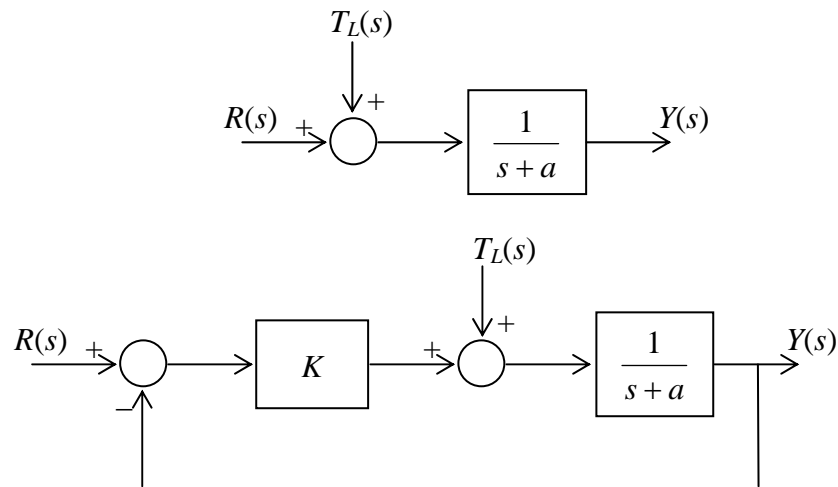 T_L(s)
+
R(s) + 1/(s + a) Y(s)
T_L(s)
+
R(s) + K + 1/(s + a) Y(s)
−